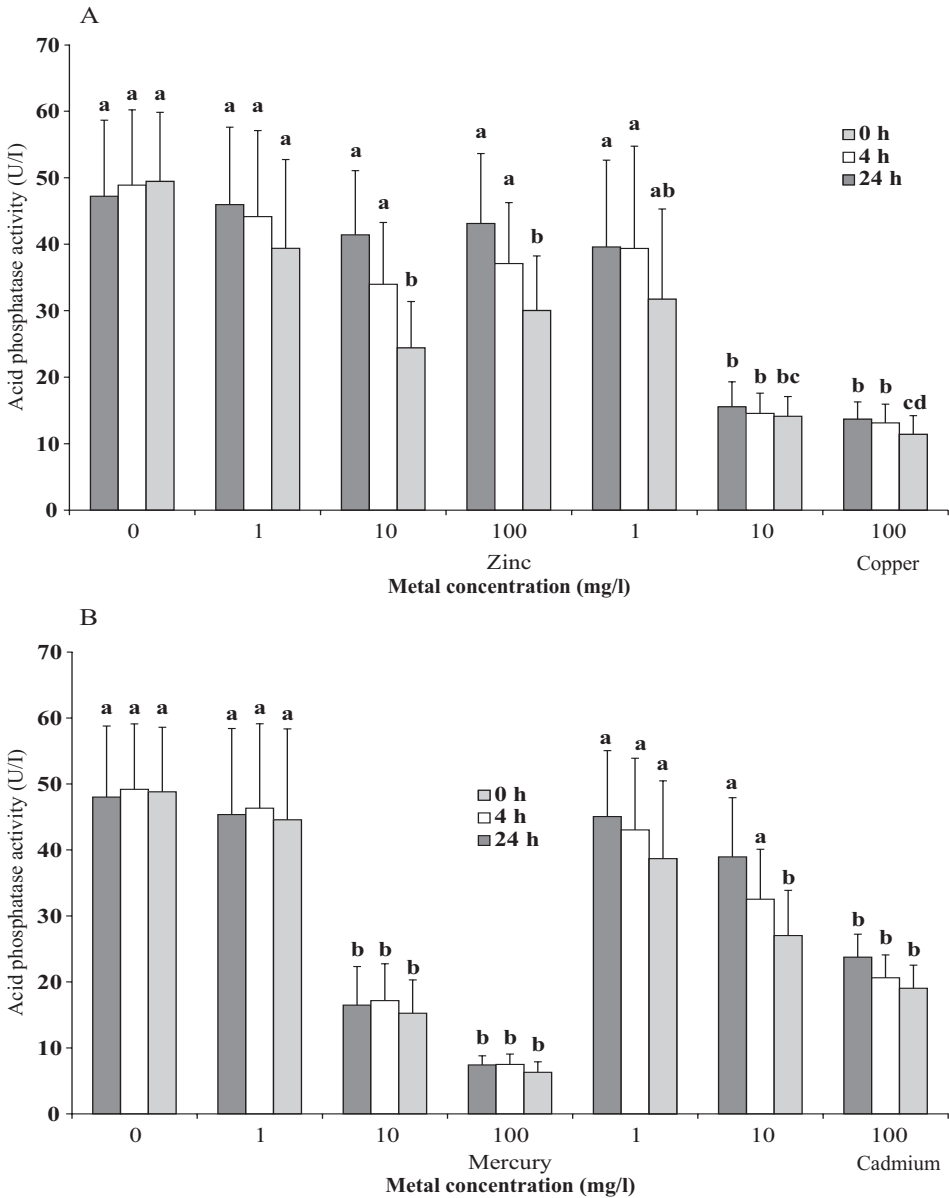 A
Acid phosphatase activity (U/I)
70
60
50
40
30
20
10
0
a a a
a a a
a a b
a a b
a a ab
b b bc
b b cd
0 h
4 h
24 h
0 1 10 100 1 10 100
Zinc Copper
Metal concentration (mg/l)
B
Acid phosphatase activity (U/I)
70
60
50
40
30
20
10
0
a a a
a a a
b b b
b b b
a a a
a a b
b b b
0 h
4 h
24 h
0 1 10 100 1 10 100
Mercury Cadmium
Metal concentration (mg/l)